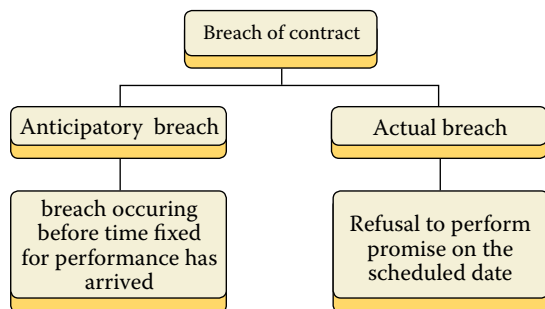 Breach of contract
Anticipatory breach
Actual breach
breach occuring
before time fixed
for performance has
arrived
Refusal to perform
promise on the
scheduled date